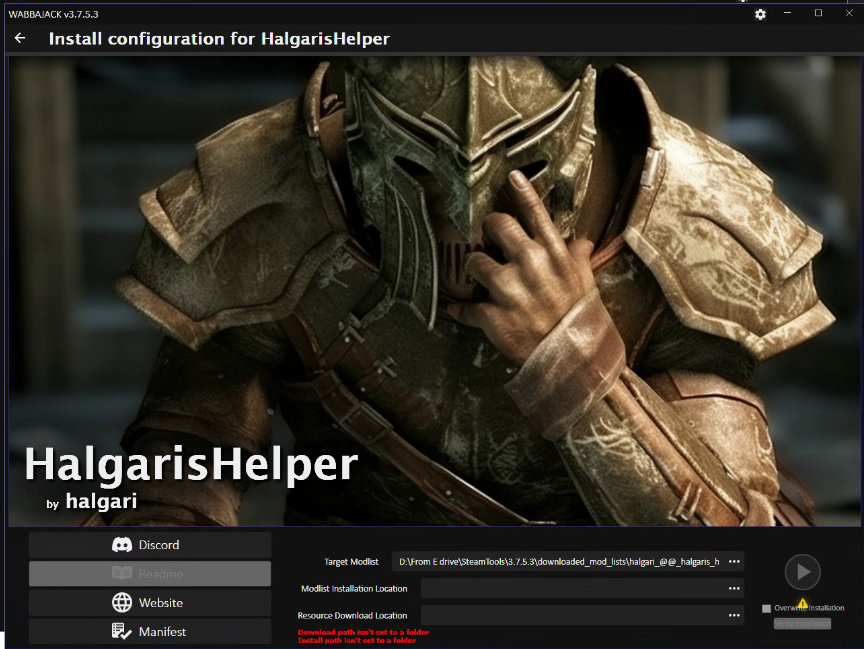 WABBAJACK v3.7.5.3
Install configuration for HalgarisHelper
HalgarisHelper
by halgari
Discord
Readme
Website
Manifest
Target Modlist D:\From E drive\SteamTools\3.7.5.3\downloaded_mod_lists\halgari_@@_halgaris_h ...
Modlist Installation Location ...
Resource Download Location ...
Download path isn't set to a folder
Install path isn't set to a folder
Overwrite Installation
Verify Installation